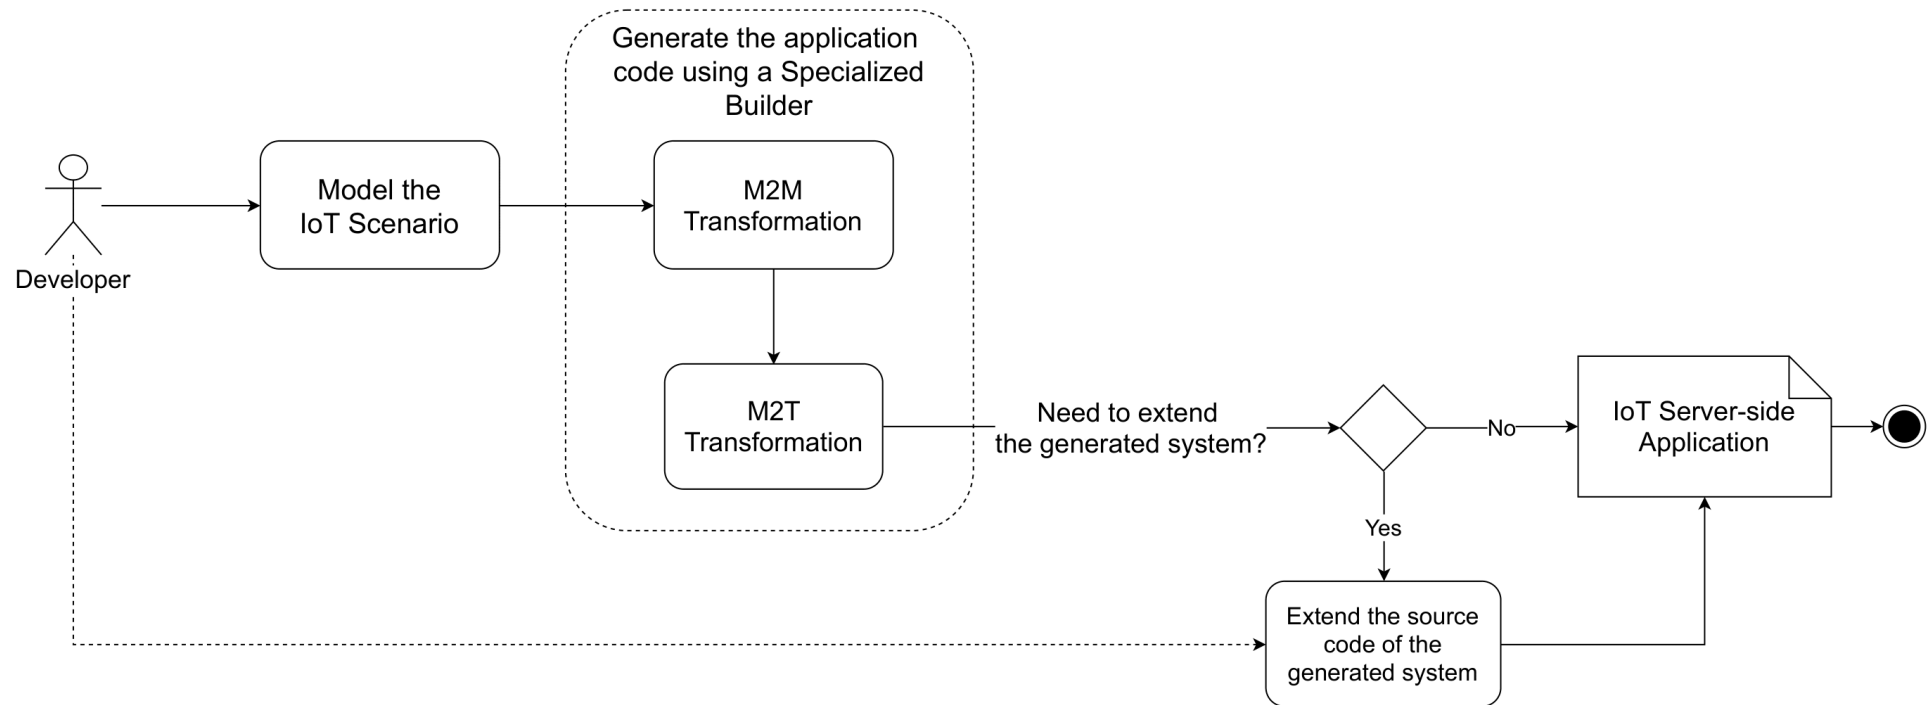 Generate the application
code using a Specialized
Builder
Developer
Model the
IoT Scenario
M2M
Transformation
M2T
Transformation
Need to extend
the generated system?
No
Yes
IoT Server-side
Application
Extend the source
code of the
generated system